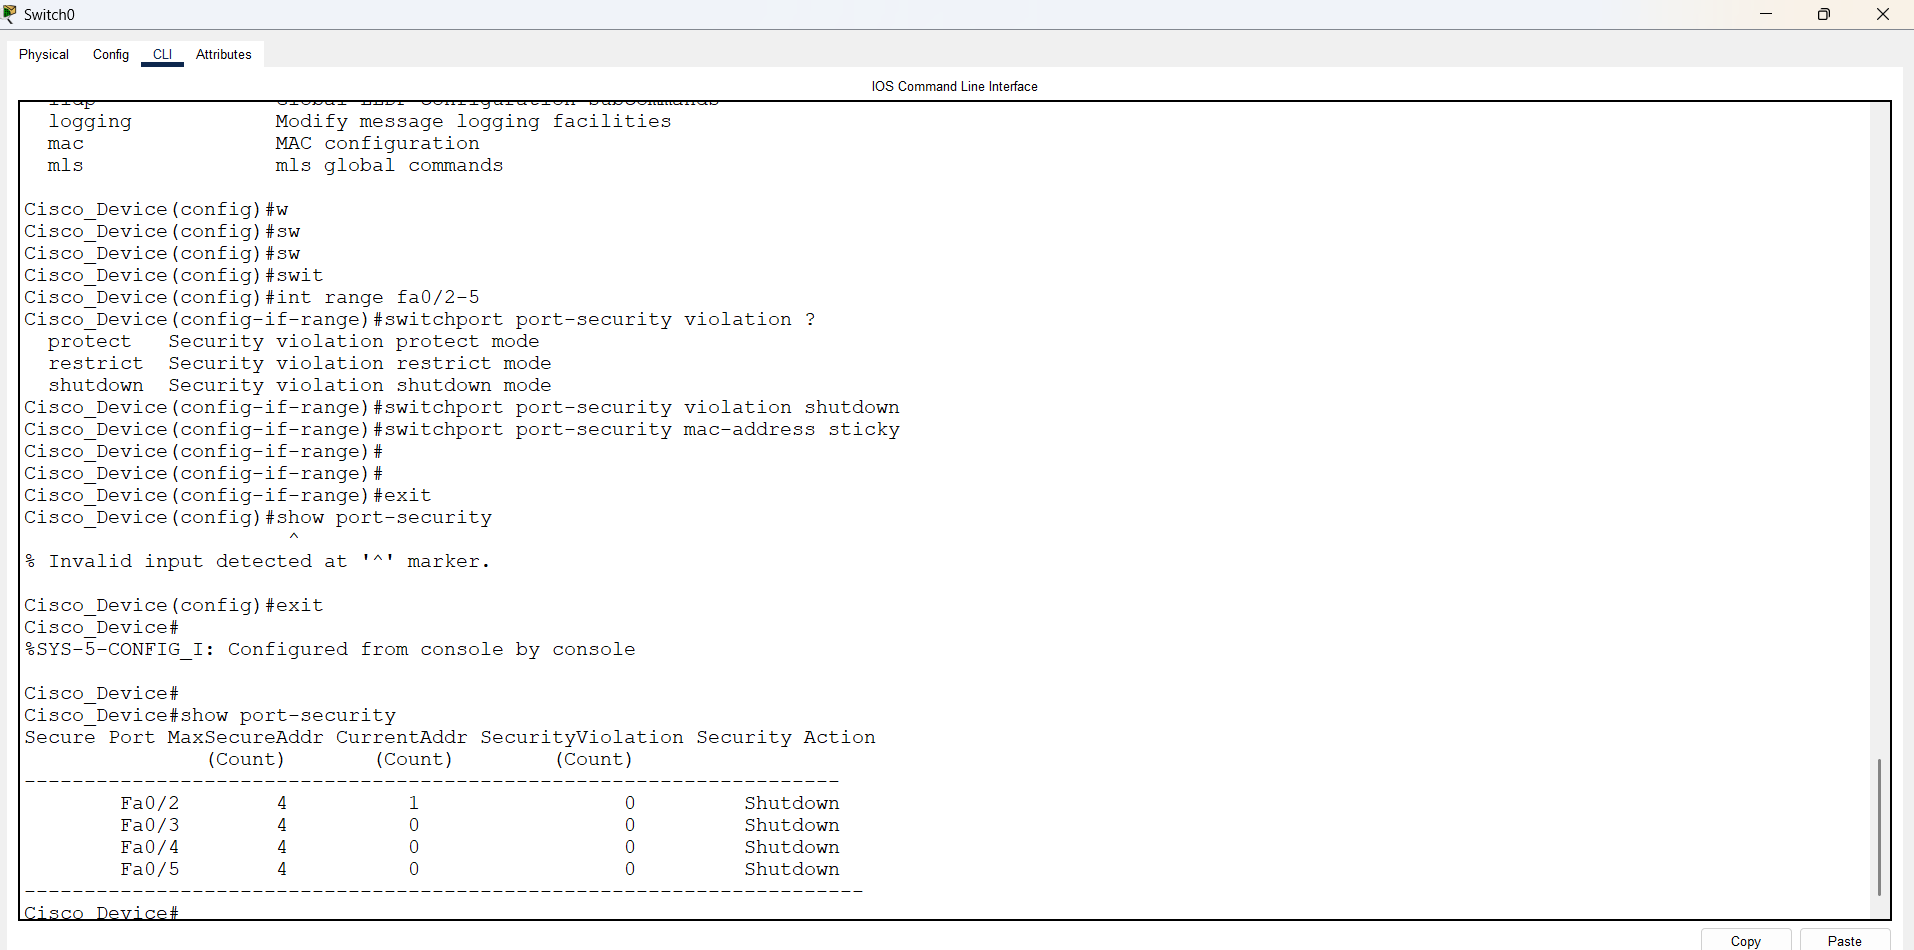 Switch0
Physical Config CLI Attributes
IOS Command Line Interface
logging Modify message logging facilities
mac MAC configuration
mls mls global commands
Cisco_Device(config)#w
Cisco_Device(config)#sw
Cisco_Device(config)#sw
Cisco_Device(config)#swit
Cisco_Device(config)#int range fa0/2-5
Cisco_Device(config-if-range)#switchport port-security violation ?
protect Security violation protect mode
restrict Security violation restrict mode
shutdown Security violation shutdown mode
Cisco_Device(config-if-range)#switchport port-security violation shutdown
Cisco_Device(config-if-range)#switchport port-security mac-address sticky
Cisco_Device(config-if-range)#
Cisco_Device(config-if-range)#
Cisco_Device(config-if-range)#exit
Cisco_Device(config)#show port-security
^
% Invalid input detected at '^' marker.
Cisco_Device(config)#exit
Cisco_Device#
%SYS-5-CONFIG_I: Configured from console by console
Cisco_Device#
Cisco_Device#show port-security
Secure Port MaxSecureAddr CurrentAddr SecurityViolation Security Action
(Count) (Count) (Count)
--------------------------------------------------------------------
Fa0/2 4 1 0 Shutdown
Fa0/3 4 0 0 Shutdown
Fa0/4 4 0 0 Shutdown
Fa0/5 4 0 0 Shutdown
----------------------------------------------------------------------
Cisco_Device#
Copy Paste